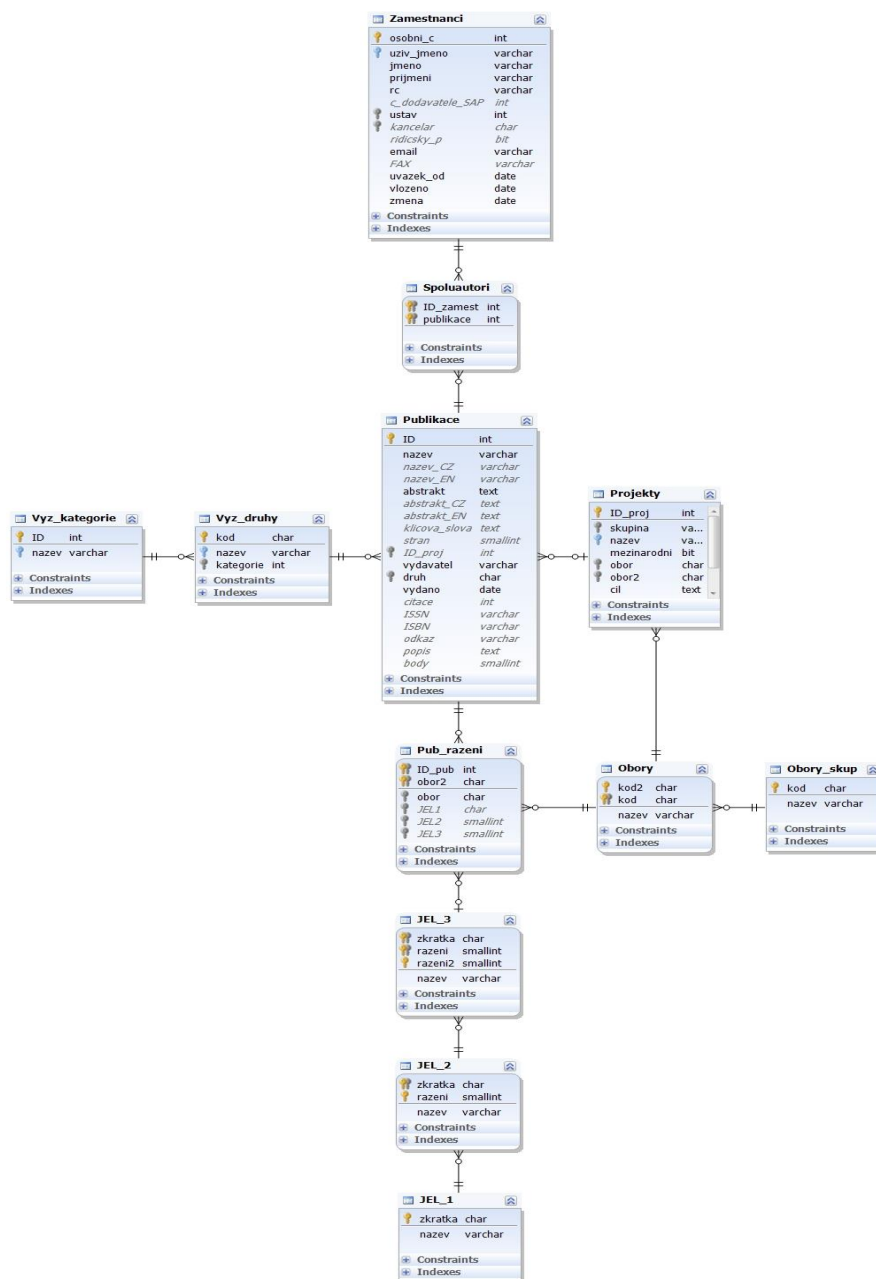 Zamestnanci
osobni_c int
uziv_jmeno varchar
jmeno varchar
prijmeni varchar
rc varchar
c_dodavatele_SAP int
ustav int
kancelar char
ridicsky_p bit
email varchar
FAX varchar
uvazek_od date
vlozeno date
zmena date
Constraints
Indexes
Spoluautori
ID_zamest int
publikace int
Constraints
Indexes
Publikace
ID int
nazev varchar
nazev_CZ varchar
nazev_EN varchar
abstrakt text
abstrakt_CZ text
abstrakt_EN text
klicova_slova text
stran smallint
ID_proj int
vydavatel varchar
druh char
vydano date
citace int
ISSN varchar
ISBN varchar
odkaz varchar
popis text
body smallint
Constraints
Indexes
Vyz_kategorie
ID int
nazev varchar
Constraints
Indexes
Vyz_druhy
kod char
nazev varchar
kategorie int
Constraints
Indexes
Projekty
ID_proj int
skupina va...
nazev va...
mezinarodni bit
obor char
obor2 char
cil text
Constraints
Indexes
Pub_razeni
ID_pub int
obor2 char
obor char
JEL1 char
JEL2 smallint
JEL3 smallint
Constraints
Indexes
Obory
kod2 char
kod char
nazev varchar
Constraints
Indexes
Obory_skup
kod char
nazev varchar
Constraints
Indexes
JEL_3
zkratka char
razeni smallint
razeni2 smallint
nazev varchar
Constraints
Indexes
JEL_2
zkratka char
razeni smallint
nazev varchar
Constraints
Indexes
JEL_1
zkratka char
nazev varchar
Constraints
Indexes